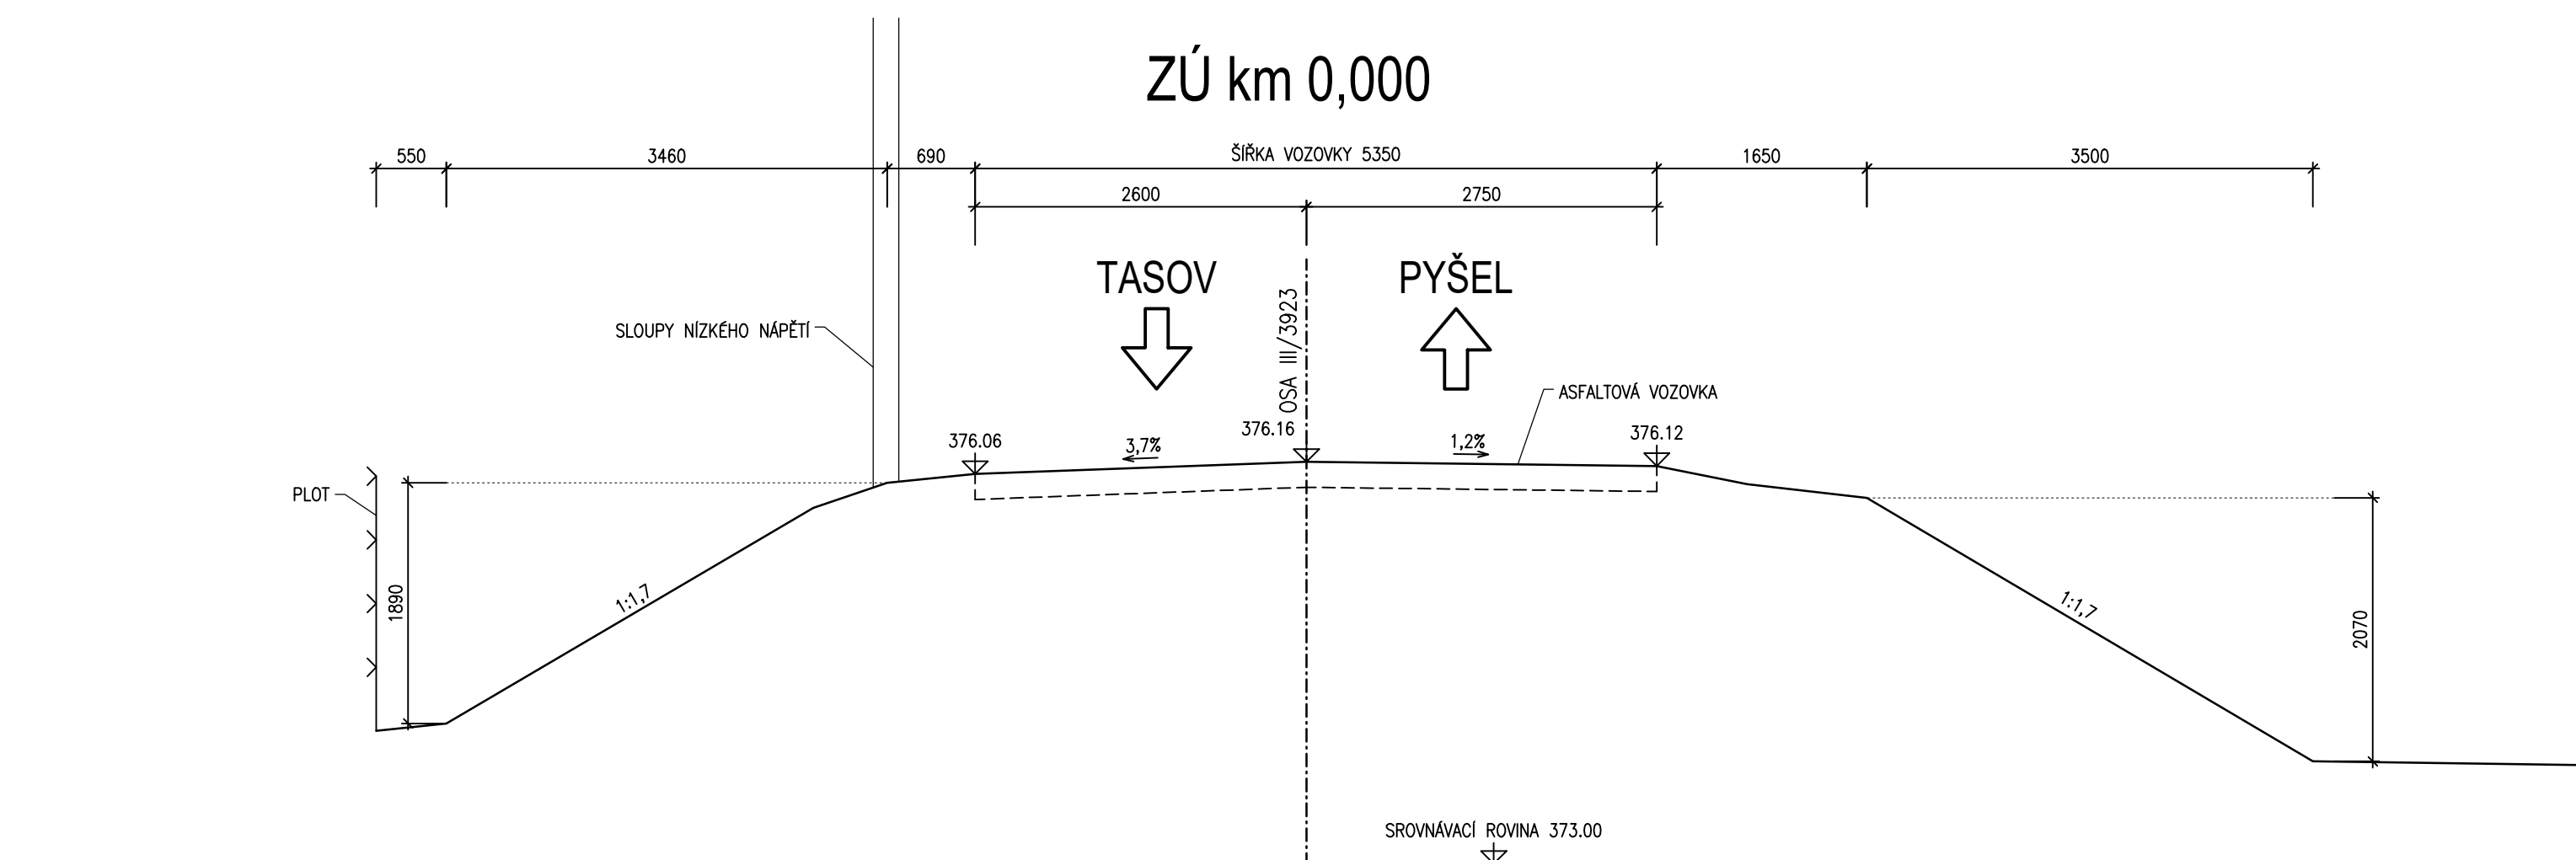 ZÚ km 0,000
550
3460
690
ŠÍŘKA VOZOVKY 5350
1650
3500
2600
2750
TASOV
PYŠEL
OSA III/3923
SLOUPY NÍZKÉHO NÁPĚTÍ
ASFALTOVÁ VOZOVKA
376.06
3,7%
376.16
1,2%
376.12
PLOT
1890
1:1,7
1:1,7
2070
SROVNÁVACÍ ROVINA 373.00